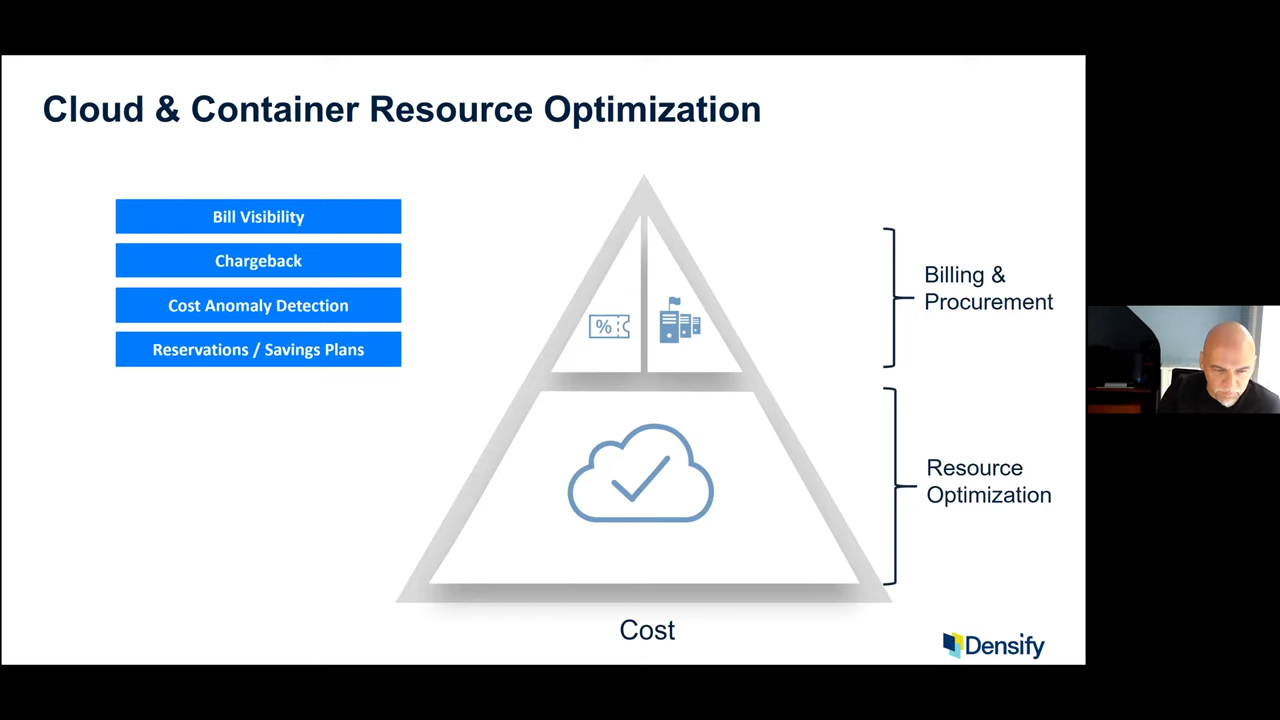 Cloud & Container Resource Optimization
Bill Visibility
Chargeback
Cost Anomaly Detection
Reservations / Savings Plans
%
Billing &
Procurement
Resource
Optimization
Cost
Densify